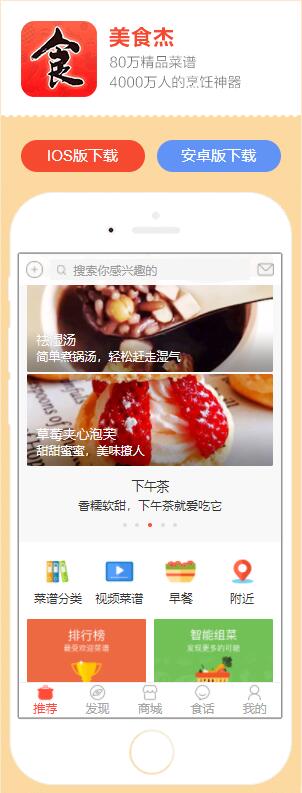 食
美食杰
80万精品菜谱
4000万人的烹饪神器
IOS版下载
安卓版下载
搜索你感兴趣的
祛湿汤
简单煮锅汤，轻松赶走湿气
草莓夹心泡芙
甜甜蜜蜜，美味撩人
下午茶
香糯软甜，下午茶就爱吃它
菜谱分类 视频菜谱 早餐 附近
排行榜
最受欢迎菜谱
智能组菜
发现更多的可能
推荐 发现 商城 食话 我的